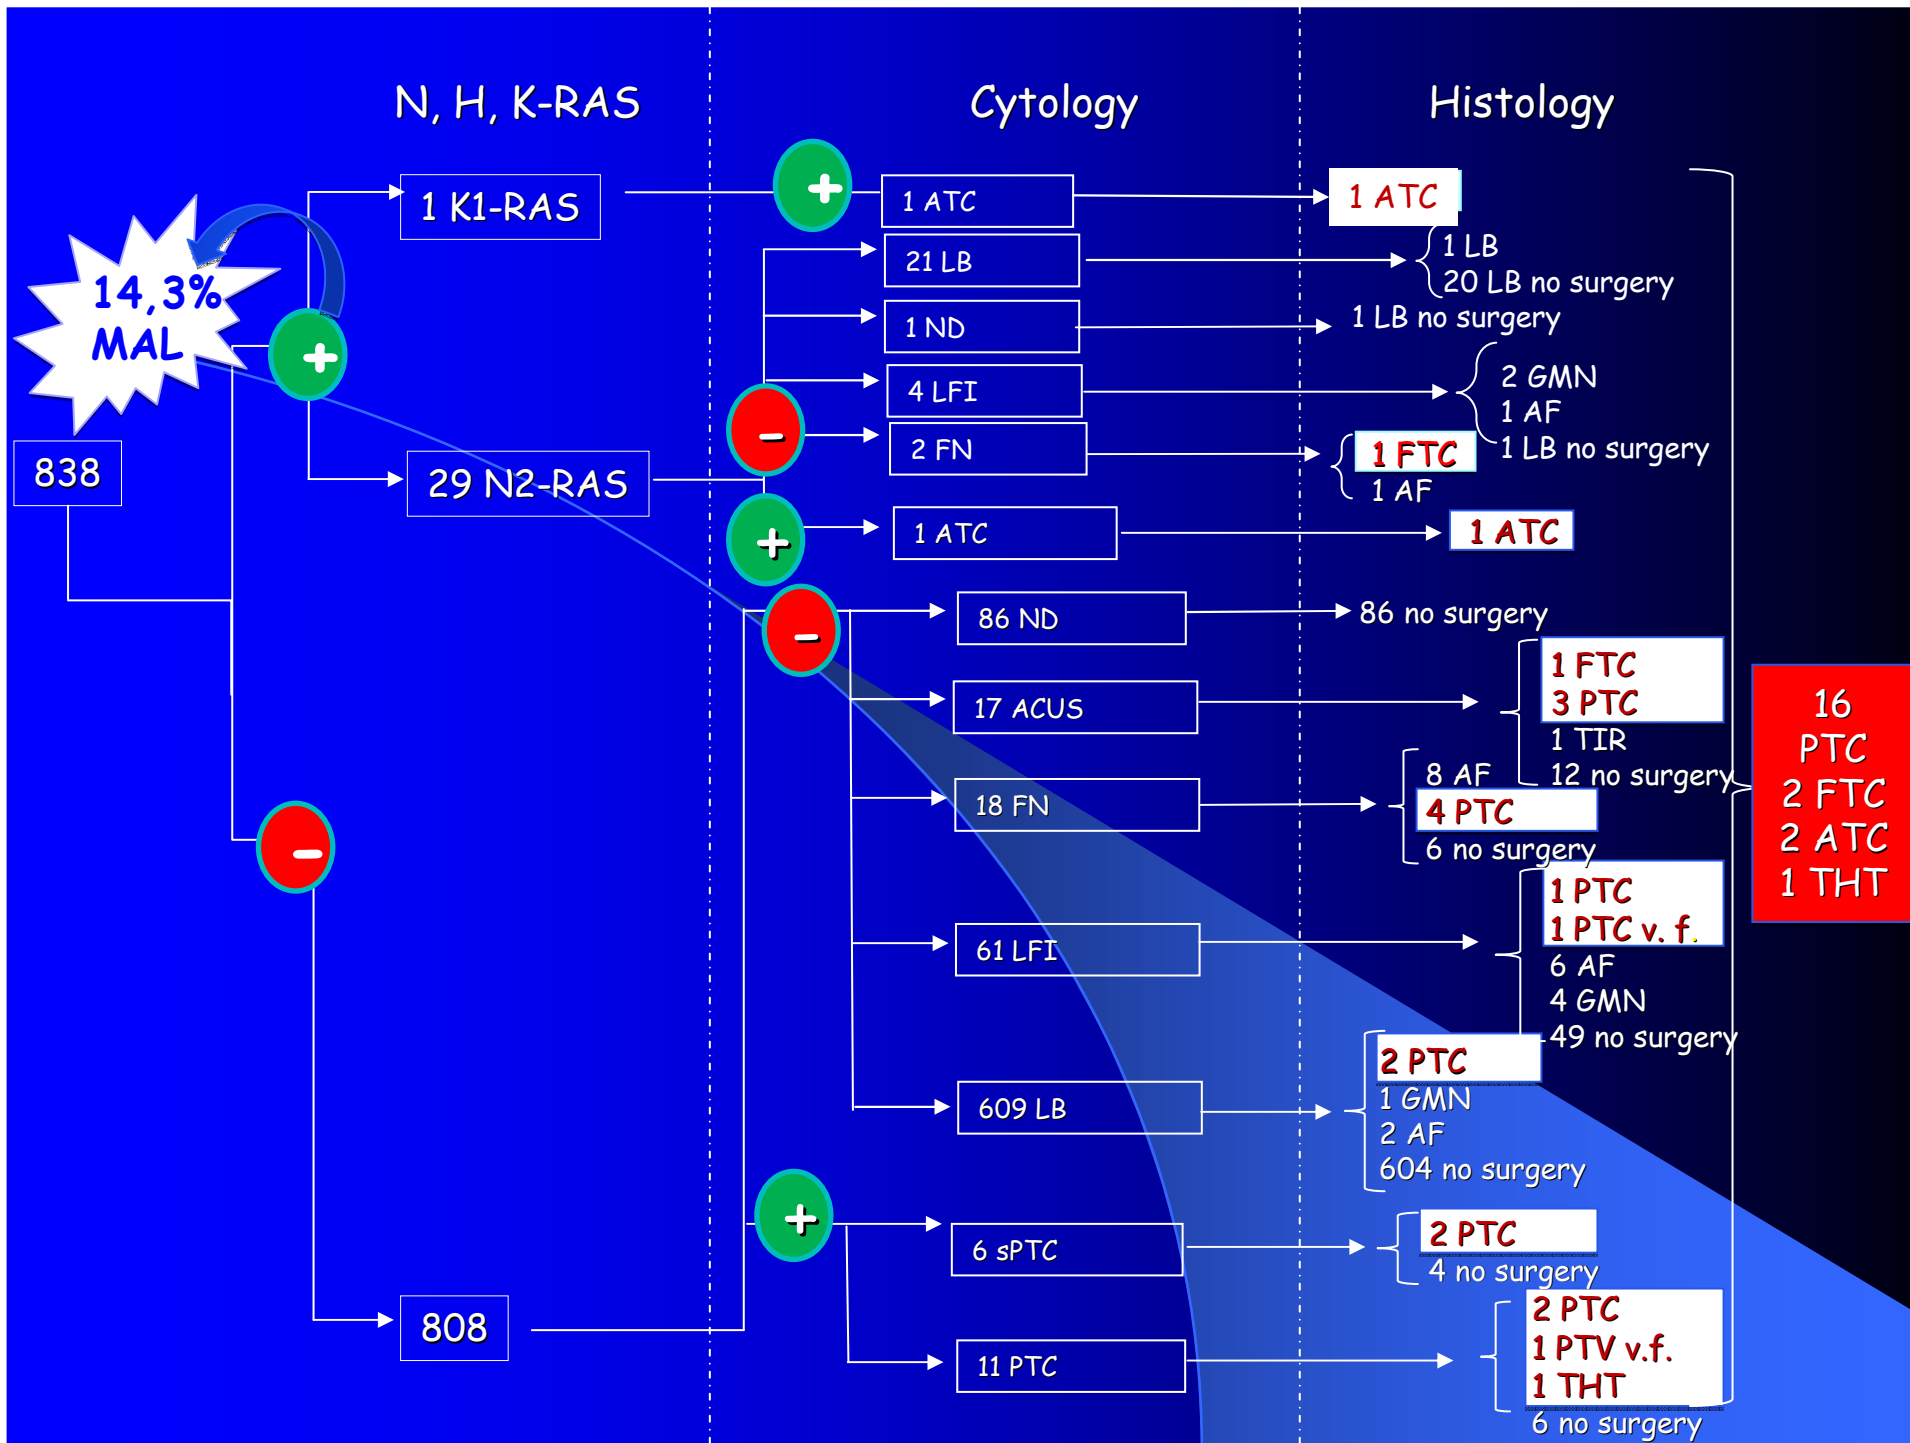 N, H, K-RAS
Cytology
Histology
14,3%
MAL
+
838
–
+
1 K1-RAS
29 N2-RAS
808
+
1 ATC
1 ATC
21 LB
1 LB
20 LB no surgery
1 ND
1 LB no surgery
4 LFI
2 GMN
1 AF
1 LB no surgery
–
2 FN
1 FTC
1 AF
+
1 ATC
1 ATC
–
86 ND
86 no surgery
17 ACUS
1 FTC
3 PTC
1 TIR
12 no surgery
18 FN
8 AF
4 PTC
6 no surgery
61 LFI
1 PTC
1 PTC v. f.
6 AF
4 GMN
49 no surgery
609 LB
2 PTC
1 GMN
2 AF
604 no surgery
+
6 sPTC
2 PTC
4 no surgery
11 PTC
2 PTC
1 PTV v.f.
1 THT
6 no surgery
16
PTC
2 FTC
2 ATC
1 THT